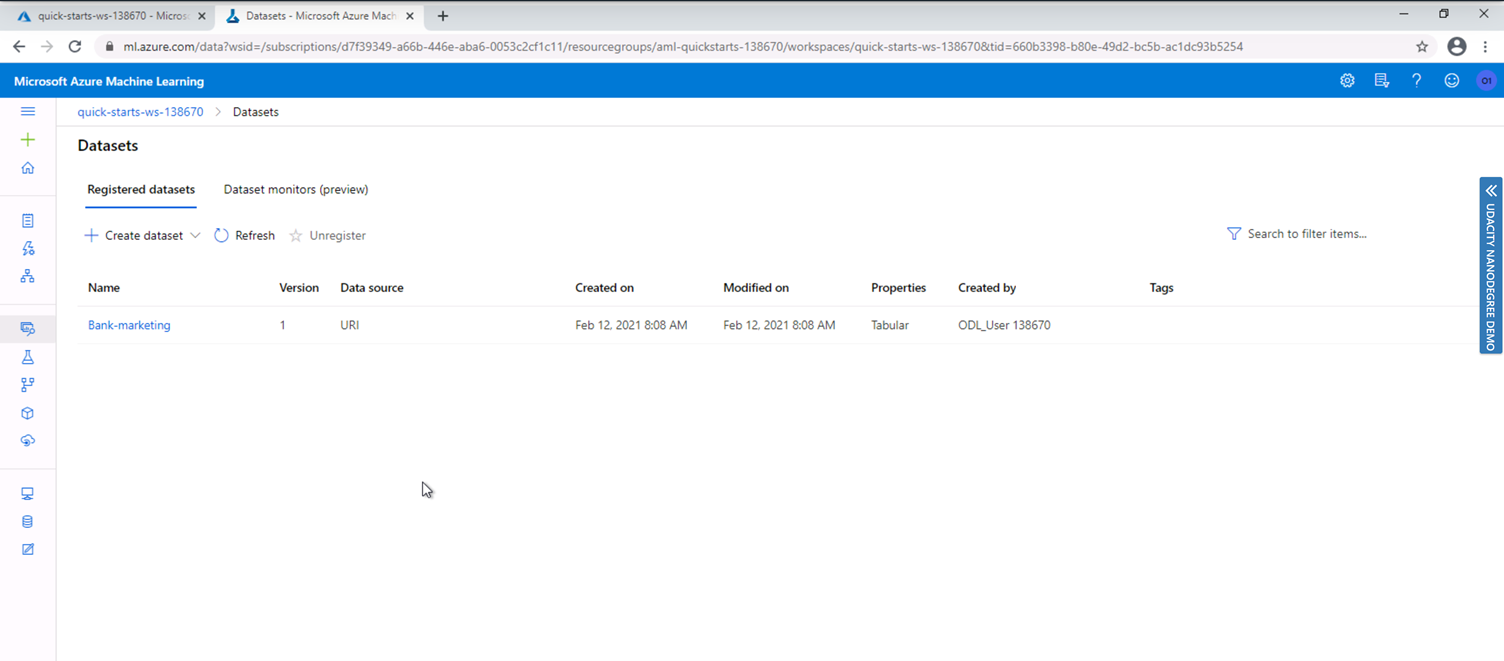 quick-starts-ws-138670 - Micros
Datasets - Microsoft Azure Mach
ml.azure.com/data?wsid=/subscriptions/d7f39349-a66b-446e-aba6-0053c2cf1c11/resourcegroups/aml-quickstarts-138670/workspaces/quick-starts-ws-138670&tid=660b3398-b80e-49d2-bc5b-ac1dc93b5254
Microsoft Azure Machine Learning
O1
quick-starts-ws-138670 > Datasets
Datasets
Registered datasets Dataset monitors (preview)
Create dataset Refresh Unregister Search to filter items...
Name Version Data source Created on Modified on Properties Created by Tags
Bank-marketing 1 URI Feb 12, 2021 8:08 AM Feb 12, 2021 8:08 AM Tabular ODL_User 138670
UDACITY NANODEGREE DEMO